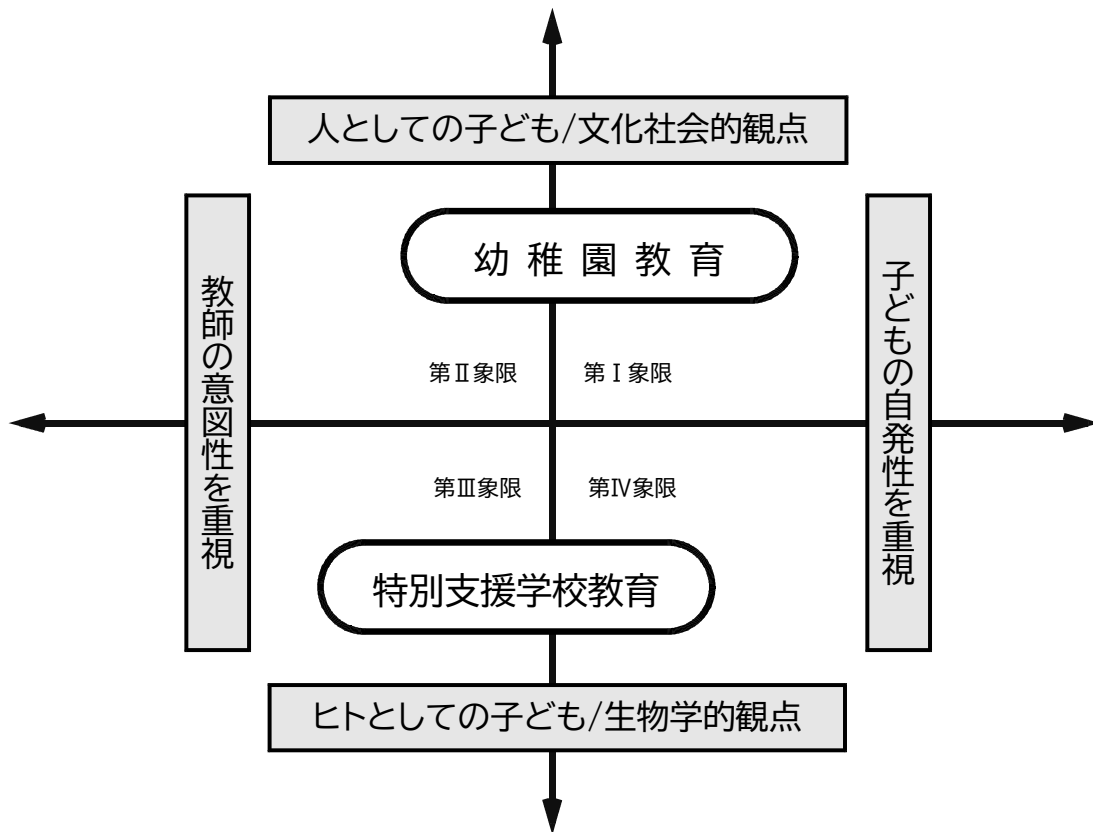 人としての子ども/文化社会的観点
幼稚園教育
教師の意図性を重視
子どもの自発性を重視
第Ⅱ象限
第Ⅰ象限
第Ⅲ象限
第Ⅳ象限
特別支援学校教育
ヒトとしての子ども/生物学的観点